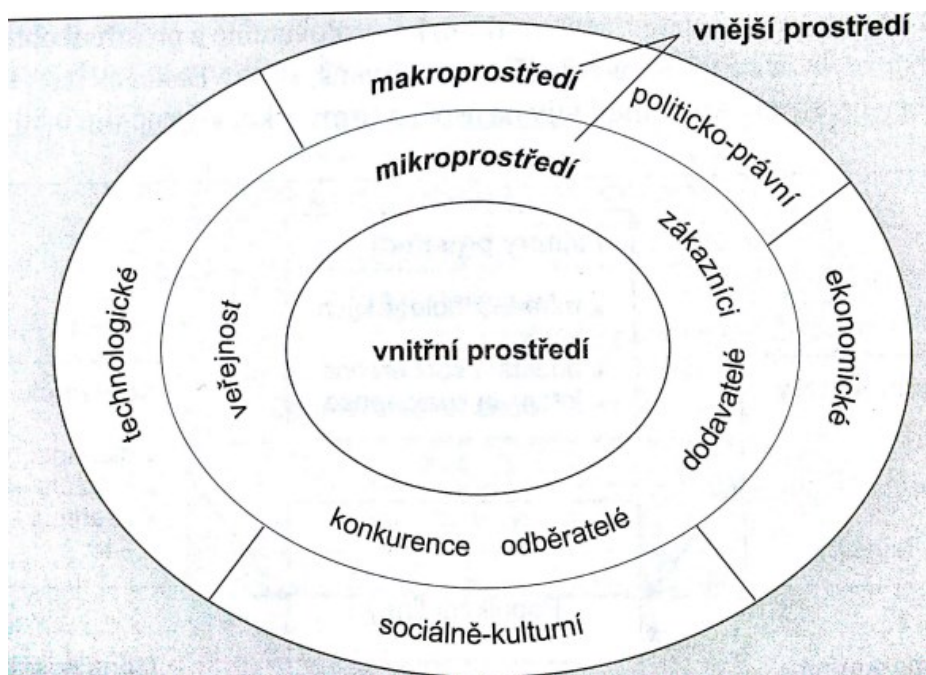 vnější prostředí
makroprostředí
politicko-právní
mikroprostředí
zákazníci
technologické
veřejnost
vnitřní prostředí
ekonomické
dodavatelé
konkurence
odběratelé
sociálně-kulturní